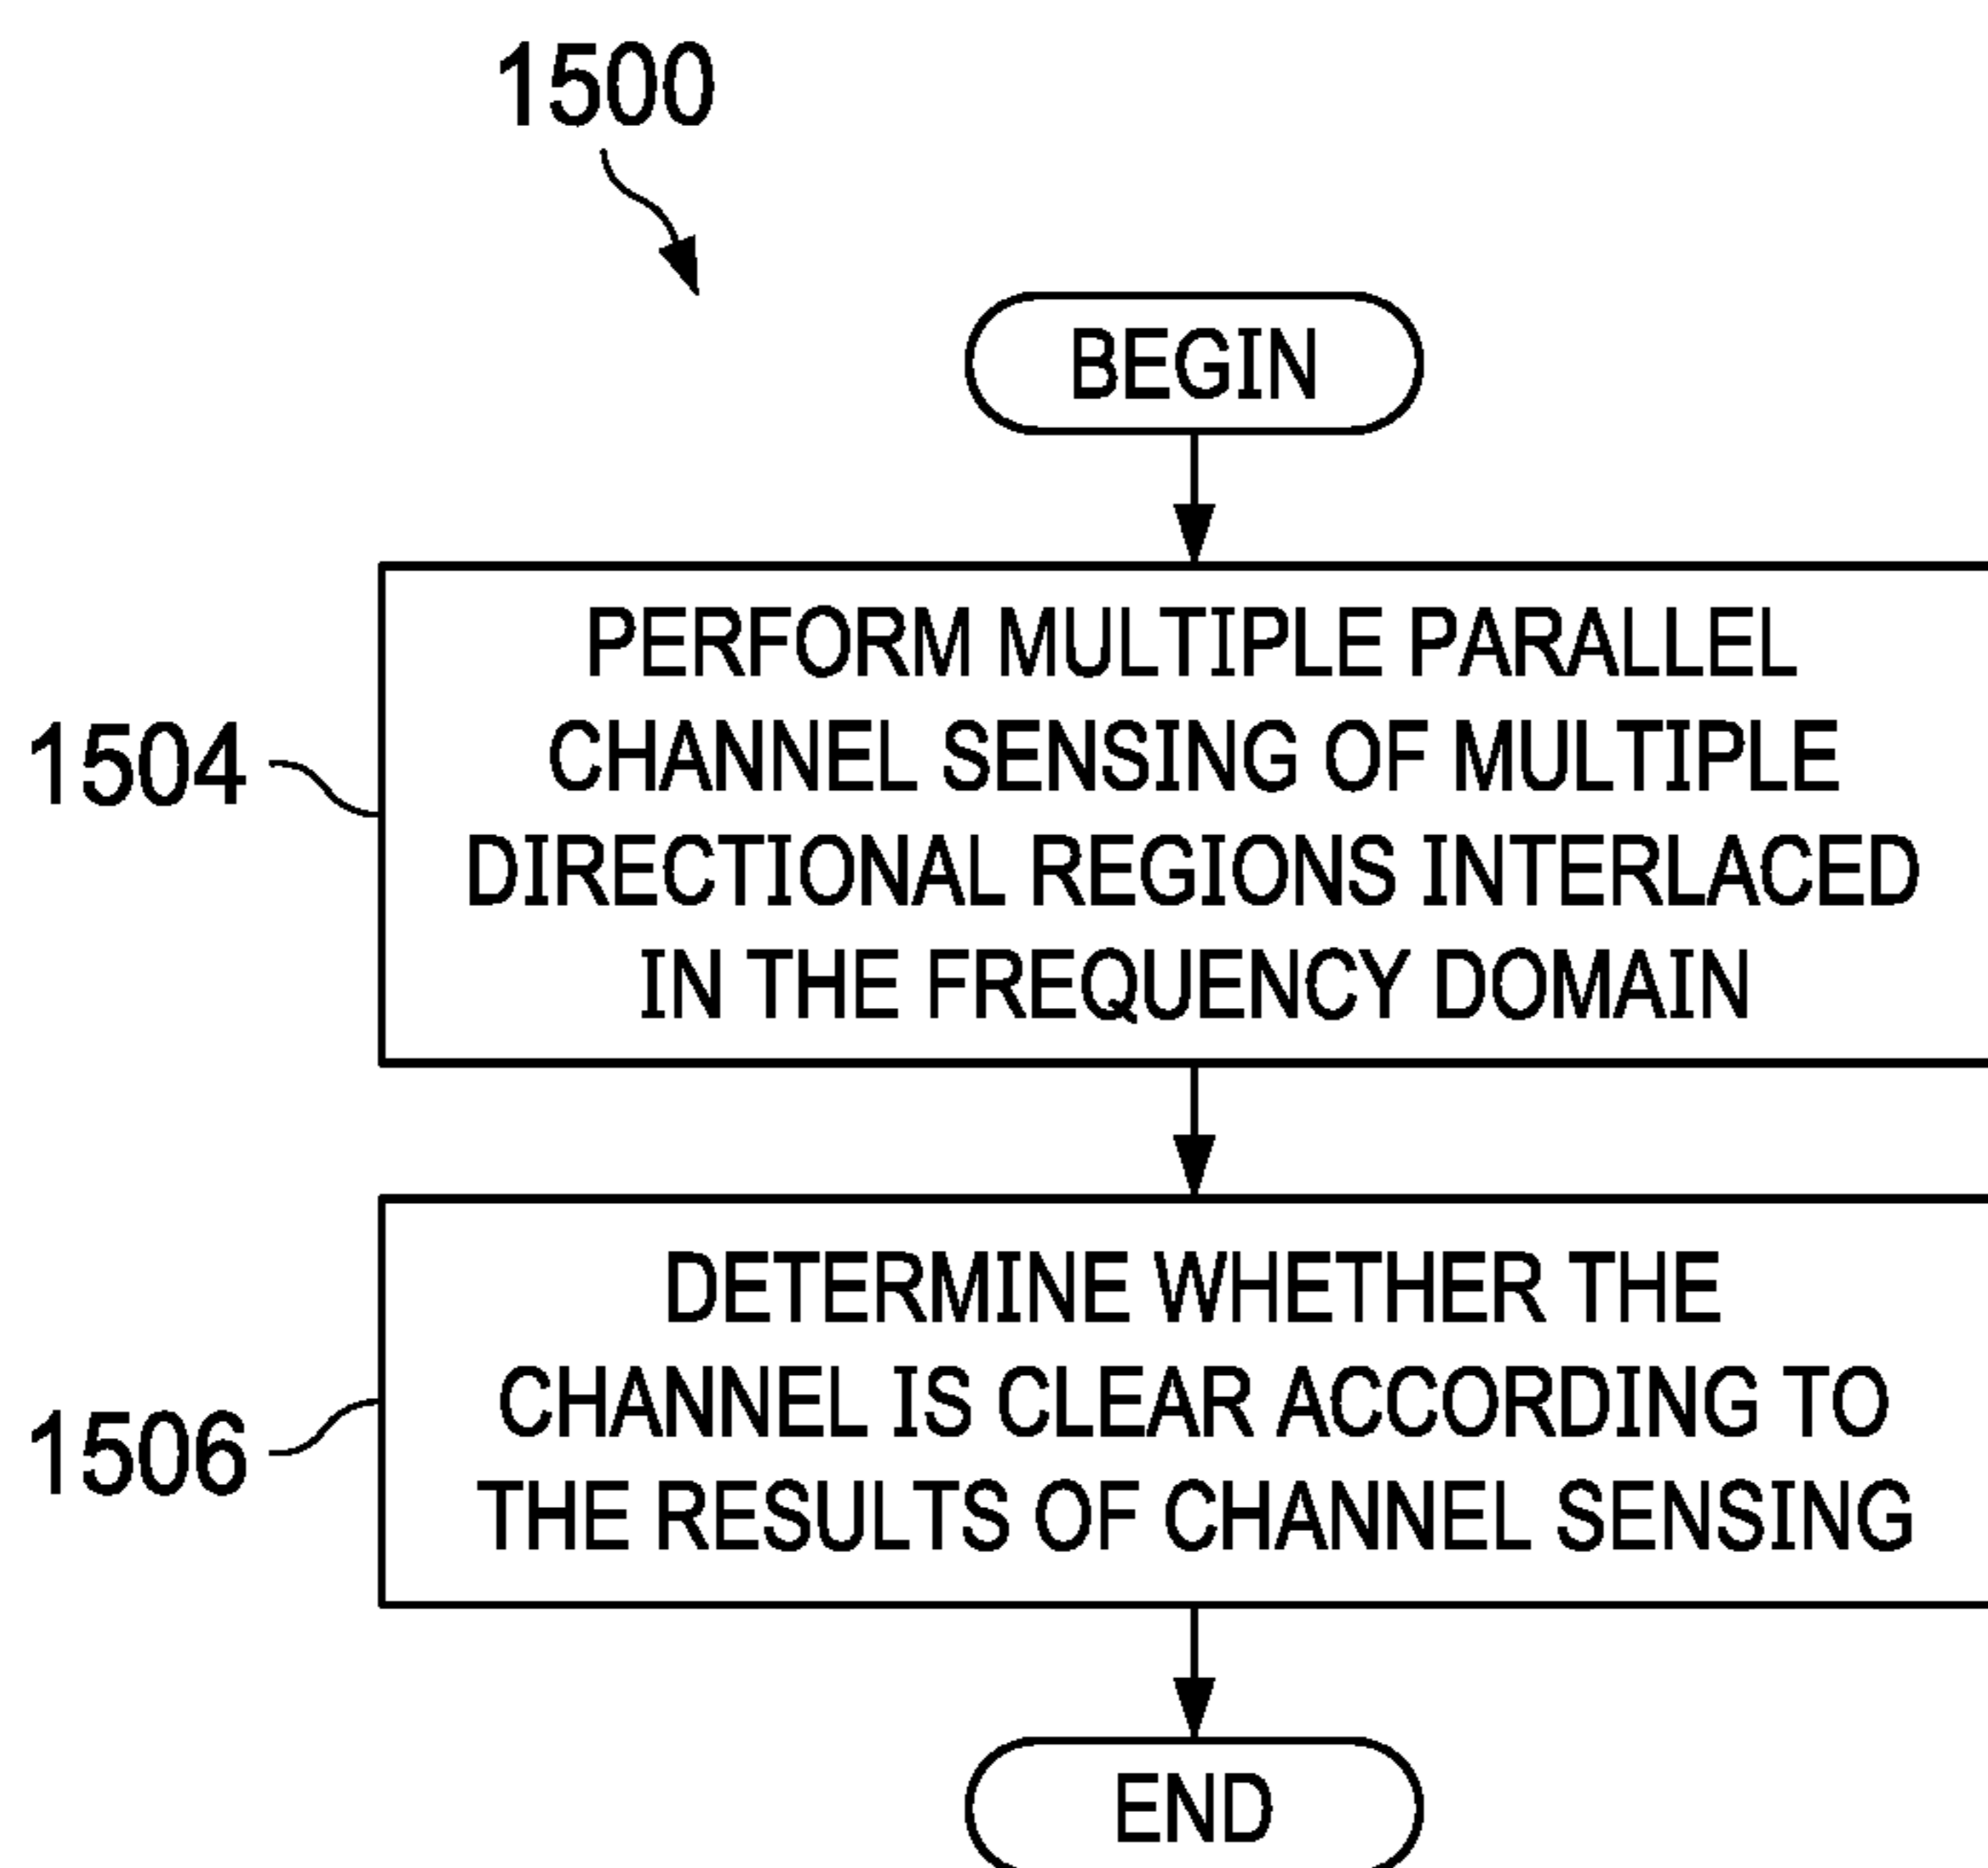 1500
BEGIN
1504
PERFORM MULTIPLE PARALLEL
CHANNEL SENSING OF MULTIPLE
DIRECTIONAL REGIONS INTERLACED
IN THE FREQUENCY DOMAIN
1506
DETERMINE WHETHER THE
CHANNEL IS CLEAR ACCORDING TO
THE RESULTS OF CHANNEL SENSING
END